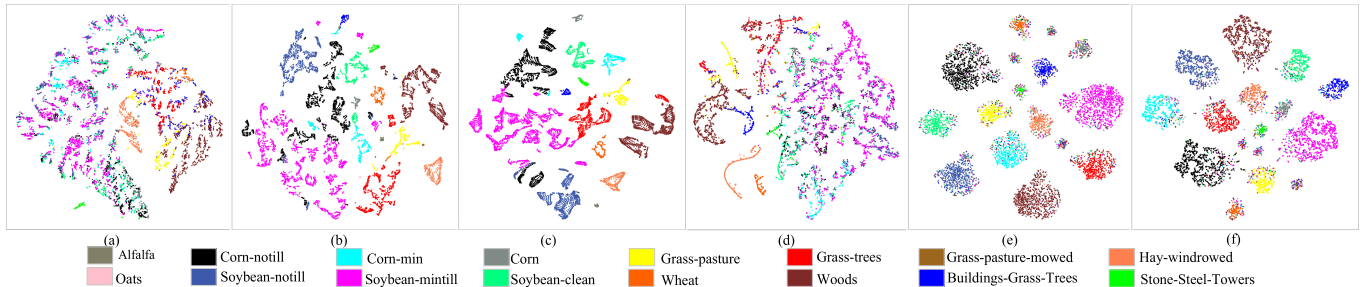 (a) (b) (c) (d) (e) (f)
Alfalfa Corn-notill Corn-min Corn Grass-pasture Grass-trees Grass-pasture-mowed Hay-windrowed
Oats Soybean-notill Soybean-mintill Soybean-clean Wheat Woods Buildings-Grass-Trees Stone-Steel-Towers